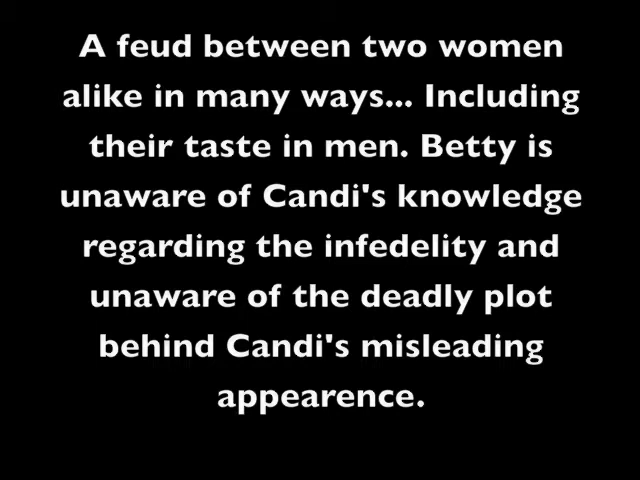 A feud between two women
alike in many ways... Including
their taste in men. Betty is
unaware of Candi's knowledge
regarding the infedelity and
unaware of the deadly plot
behind Candi's misleading
appearence.